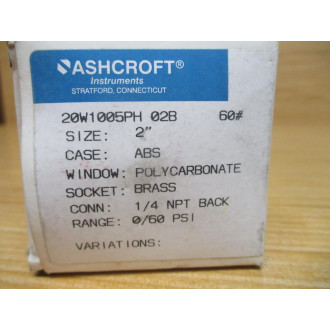 ASHCROFT®
Instruments
STRATFORD, CONNECTICUT
20W1005PH 02B 60#
SIZE: 2"
CASE: ABS
WINDOW: POLYCARBONATE
SOCKET: BRASS
CONN: 1/4 NPT BACK
RANGE: 0/60 PSI
VARIATIONS: